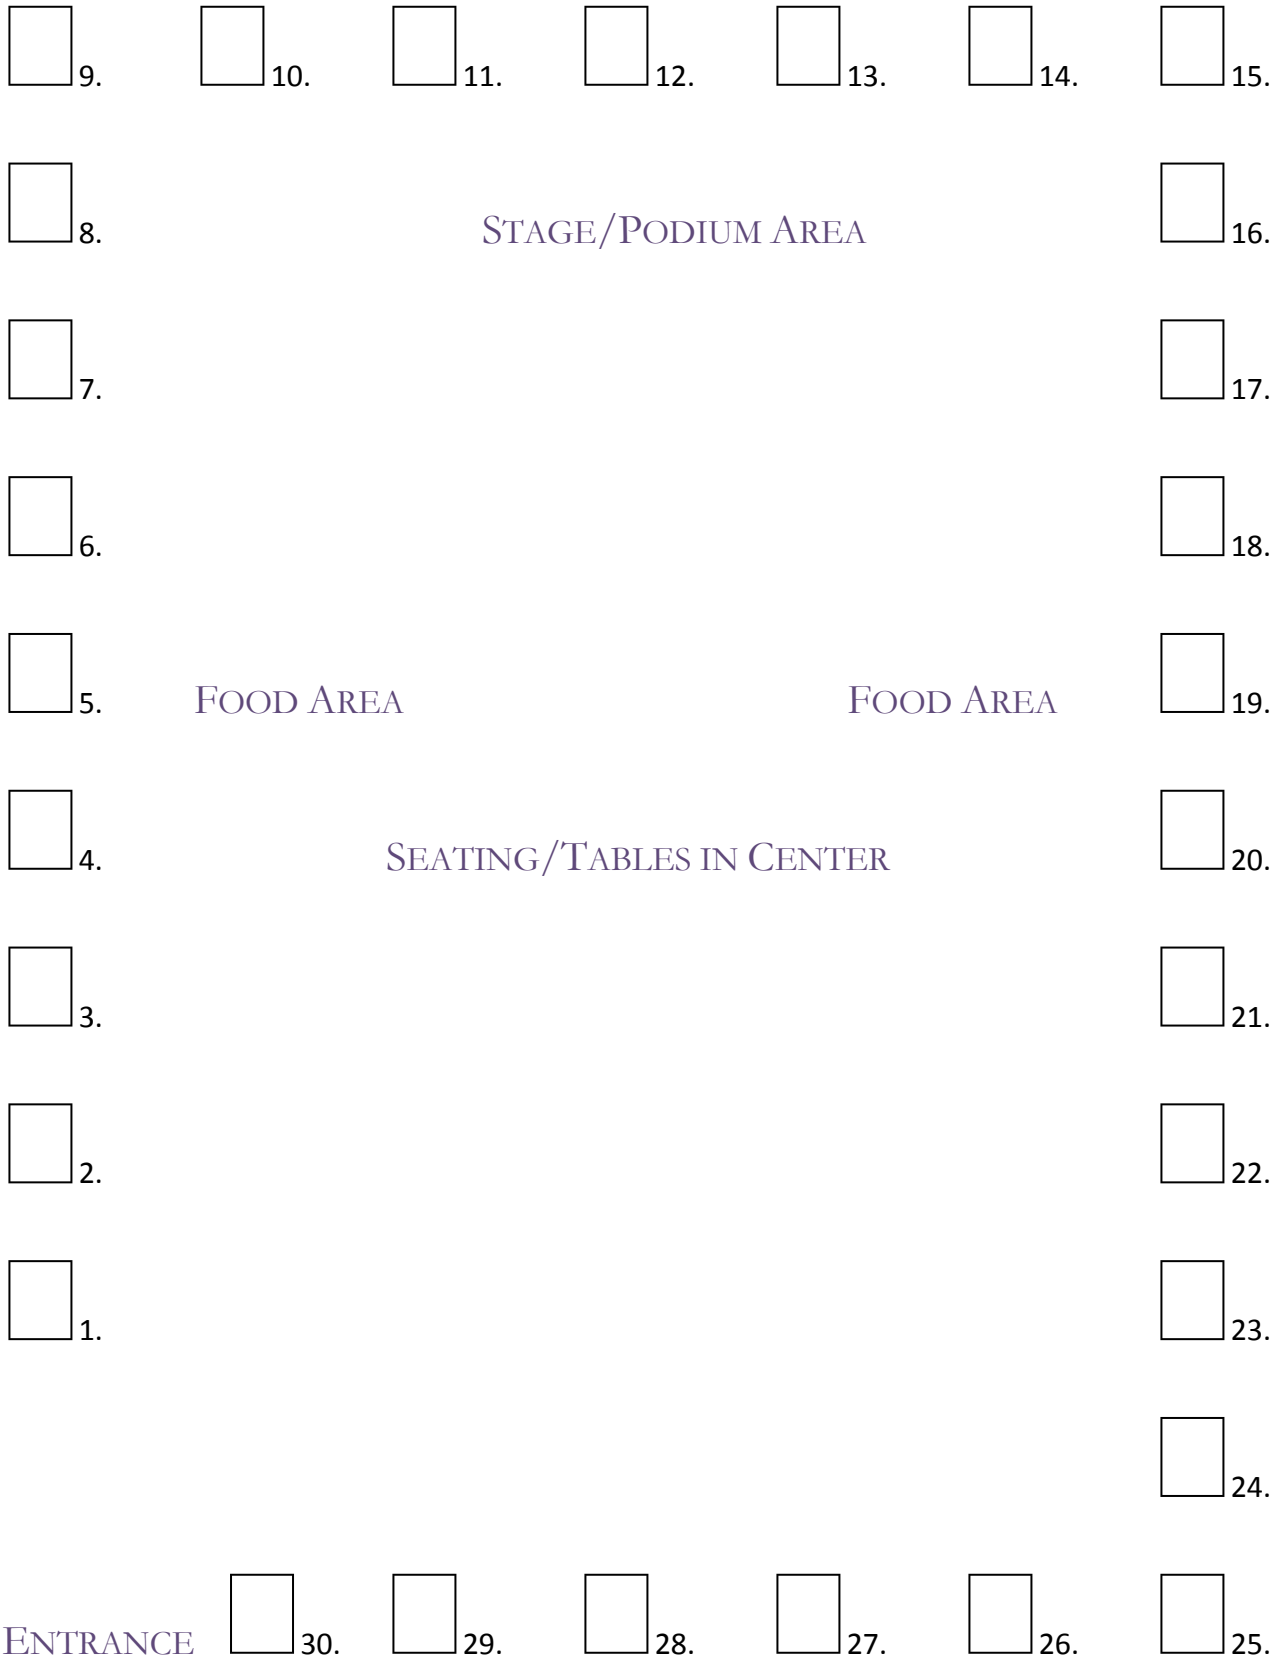 9. 10. 11. 12. 13. 14. 15.
8. STAGE/PODIUM AREA 16.
7. 17.
6. 18.
5. FOOD AREA FOOD AREA 19.
4. SEATING/TABLES IN CENTER 20.
3. 21.
2. 22.
1. 23.
24.
ENTRANCE 30. 29. 28. 27. 26. 25.